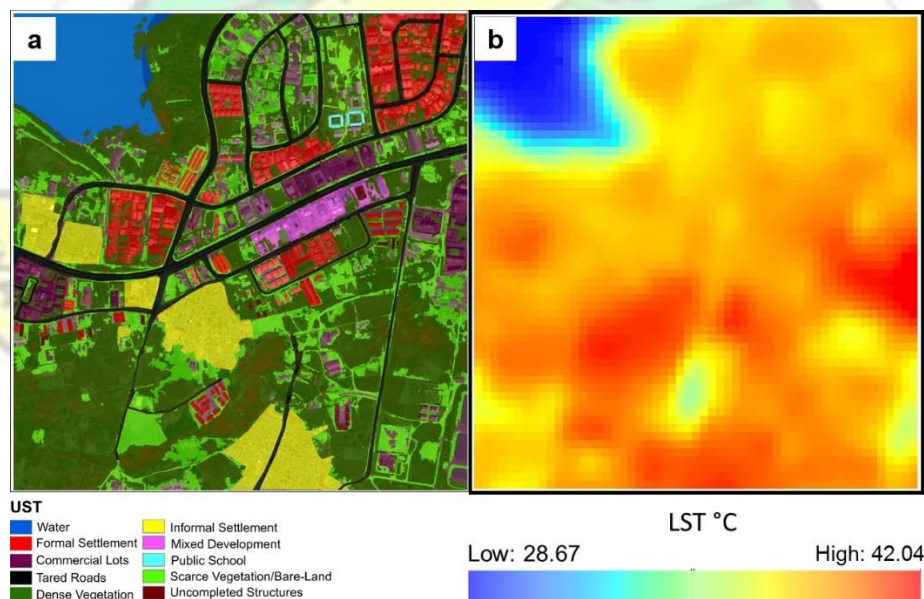 a
b
UST
Water
Formal Settlement
Commercial Lots
Tared Roads
Dense Vegetation
Informal Settlement
Mixed Development
Public School
Scarce Vegetation/Bare-Land
Uncompleted Structures
LST °C
Low: 28.67
High: 42.04